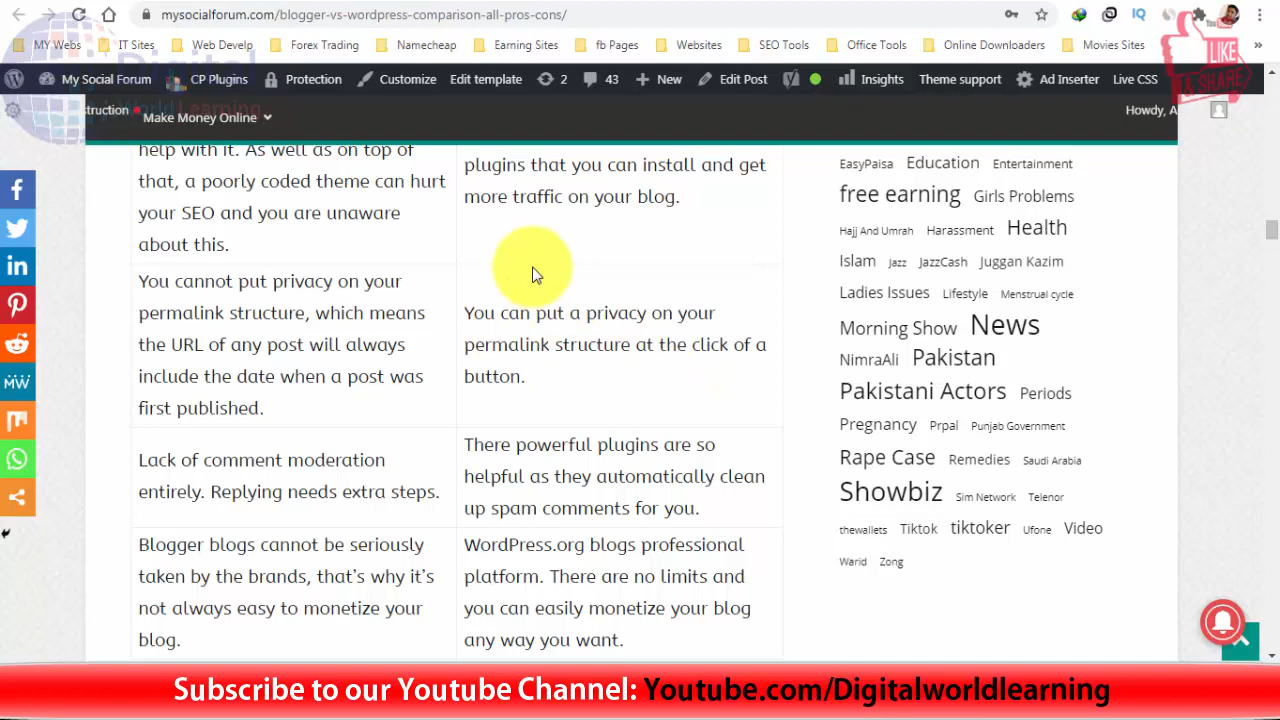 mysocialforum.com/blogger-vs-wordpress-comparison-all-pros-cons/
MY Webs IT Sites Web Develp Forex Trading Namecheap Earning Sites fb Pages Websites SEO Tools Office Tools Online Downloaders Movies Sites »
My Social Forum CP Plugins Protection Customize Edit template 2 43 New Edit Post Insights Theme support Ad Inserter Live CSS
LIKE
& SHARE
Digital
World Learning
struction Make Money Online Howdy, A
help with it. As well as on top of
that, a poorly coded theme can hurt
your SEO and you are unaware
about this.
plugins that you can install and get
more traffic on your blog.
You cannot put privacy on your
permalink structure, which means
the URL of any post will always
include the date when a post was
first published.
You can put a privacy on your
permalink structure at the click of a
button.
Lack of comment moderation
entirely. Replying needs extra steps.
There powerful plugins are so
helpful as they automatically clean
up spam comments for you.
Blogger blogs cannot be seriously
taken by the brands, that’s why it’s
not always easy to monetize your
blog.
WordPress.org blogs professional
platform. There are no limits and
you can easily monetize your blog
any way you want.
EasyPaisa Education Entertainment
free earning Girls Problems
Hajj And Umrah Harassment Health
Islam Jazz JazzCash Juggan Kazim
Ladies Issues Lifestyle Menstrual cycle
Morning Show News
NimraAli Pakistan
Pakistani Actors Periods
Pregnancy Prpal Punjab Government
Rape Case Remedies Saudi Arabia
Showbiz Sim Network Telenor
thewallets Tiktok tiktoker Ufone Video
Warid Zong
MW
Subscribe to our Youtube Channel: Youtube.com/Digitalworldlearning